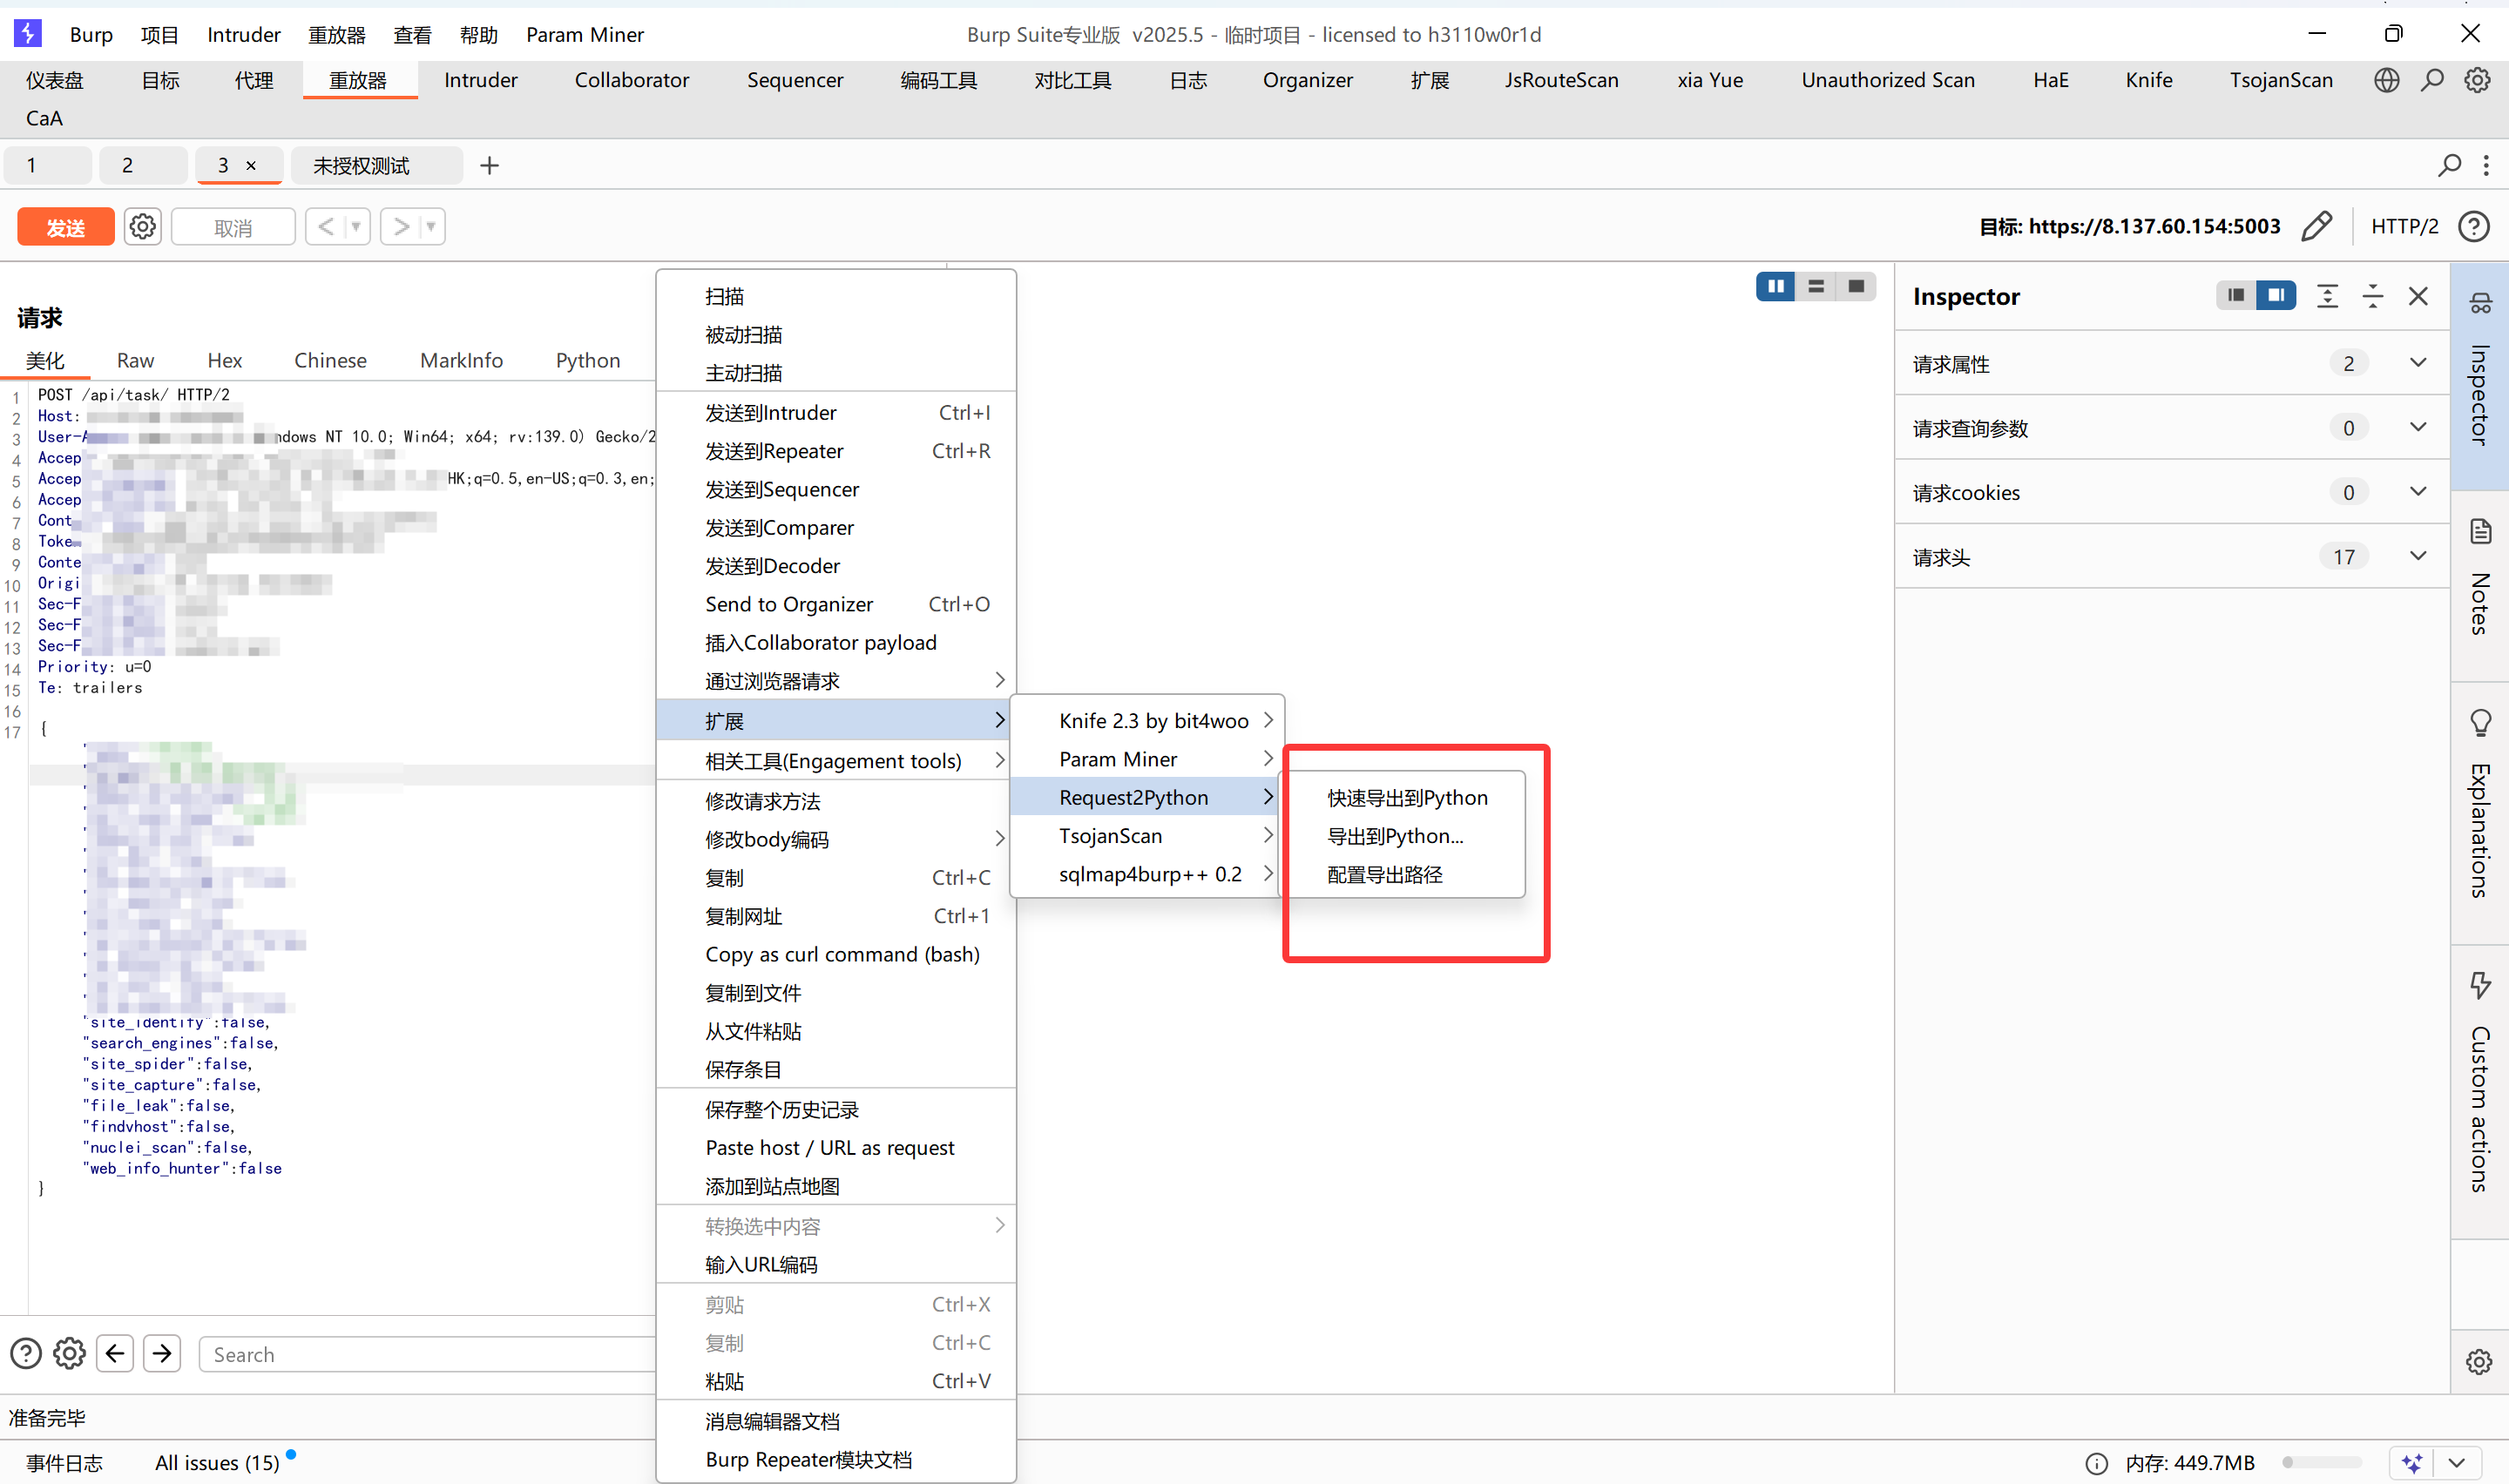 Burp 项目 Intruder 重放器 查看 帮助 Param Miner
Burp Suite专业版 v2025.5 - 临时项目 - licensed to h3110w0r1d
仪表盘 目标 代理 重放器 Intruder Collaborator Sequencer 编码工具 对比工具 日志 Organizer 扩展 JsRouteScan xia Yue Unauthorized Scan HaE Knife TsojanScan
CaA
1 2 3 × 未授权测试 +
发送 取消 < >
目标: https://8.137.60.154:5003 HTTP/2
请求
美化 Raw Hex Chinese MarkInfo Python
1 POST /api/task/ HTTP/2
2 Host:
3 User-A ndows NT 10.0; Win64; x64; rv:139.0) Gecko/2
4 Accep
5 Accep HK;q=0.5,en-US;q=0.3,en;
6 Accep
7 Cont
8 Toke
9 Conte
10 Origi
11 Sec-F
12 Sec-F
13 Sec-F
14 Priority: u=0
15 Te: trailers
16
17 {
"site_identify":false,
"search_engines":false,
"site_spider":false,
"site_capture":false,
"file_leak":false,
"findvhost":false,
"nuclei_scan":false,
"web_info_hunter":false
}
扫描
被动扫描
主动扫描
发送到Intruder Ctrl+I
发送到Repeater Ctrl+R
发送到Sequencer
发送到Comparer
发送到Decoder
Send to Organizer Ctrl+O
插入Collaborator payload
通过浏览器请求
扩展
相关工具(Engagement tools)
修改请求方法
修改body编码
复制 Ctrl+C
复制网址 Ctrl+1
Copy as curl command (bash)
复制到文件
从文件粘贴
保存条目
保存整个历史记录
Paste host / URL as request
添加到站点地图
转换选中内容
输入URL编码
剪贴 Ctrl+X
复制 Ctrl+C
粘贴 Ctrl+V
消息编辑器文档
Burp Repeater模块文档
Knife 2.3 by bit4woo
Param Miner
Request2Python
TsojanScan
sqlmap4burp++ 0.2
快速导出到Python
导出到Python...
配置导出路径
Inspector
请求属性 2
请求查询参数 0
请求cookies 0
请求头 17
Inspector
Notes
Explanations
Custom actions
Search
准备完毕
事件日志 All issues (15)
内存: 449.7MB